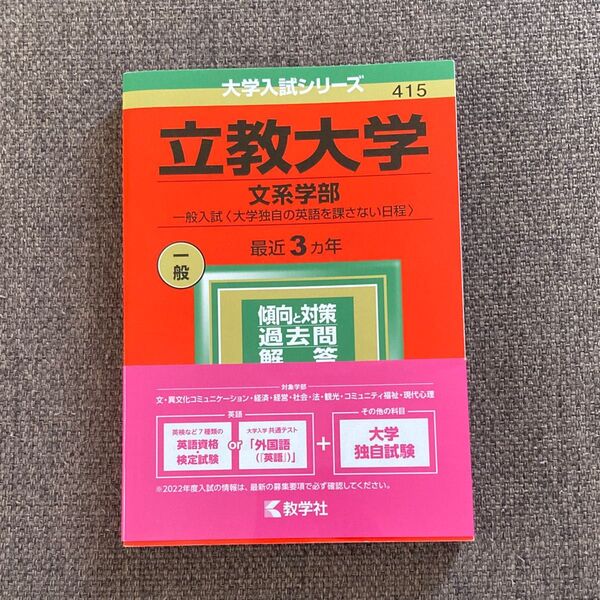 大学入試シリーズ
415
立教大学
文系学部
一般入試〈大学独自の英語を課さない日程〉
最近3カ年
一般
傾向と対策
過去問
解答
対象学部
文・異文化コミュニケーション・経済・経営・社会・法・観光・コミュニティ福祉・現代心理
英語
英検など7種類の
英語資格
検定試験
or
大学入学共通テスト
「外国語
（『英語』）」
+
その他の科目
大学
独自試験
※2022年度入試の情報は、最新の募集要項で必ず確認してください。
教学社